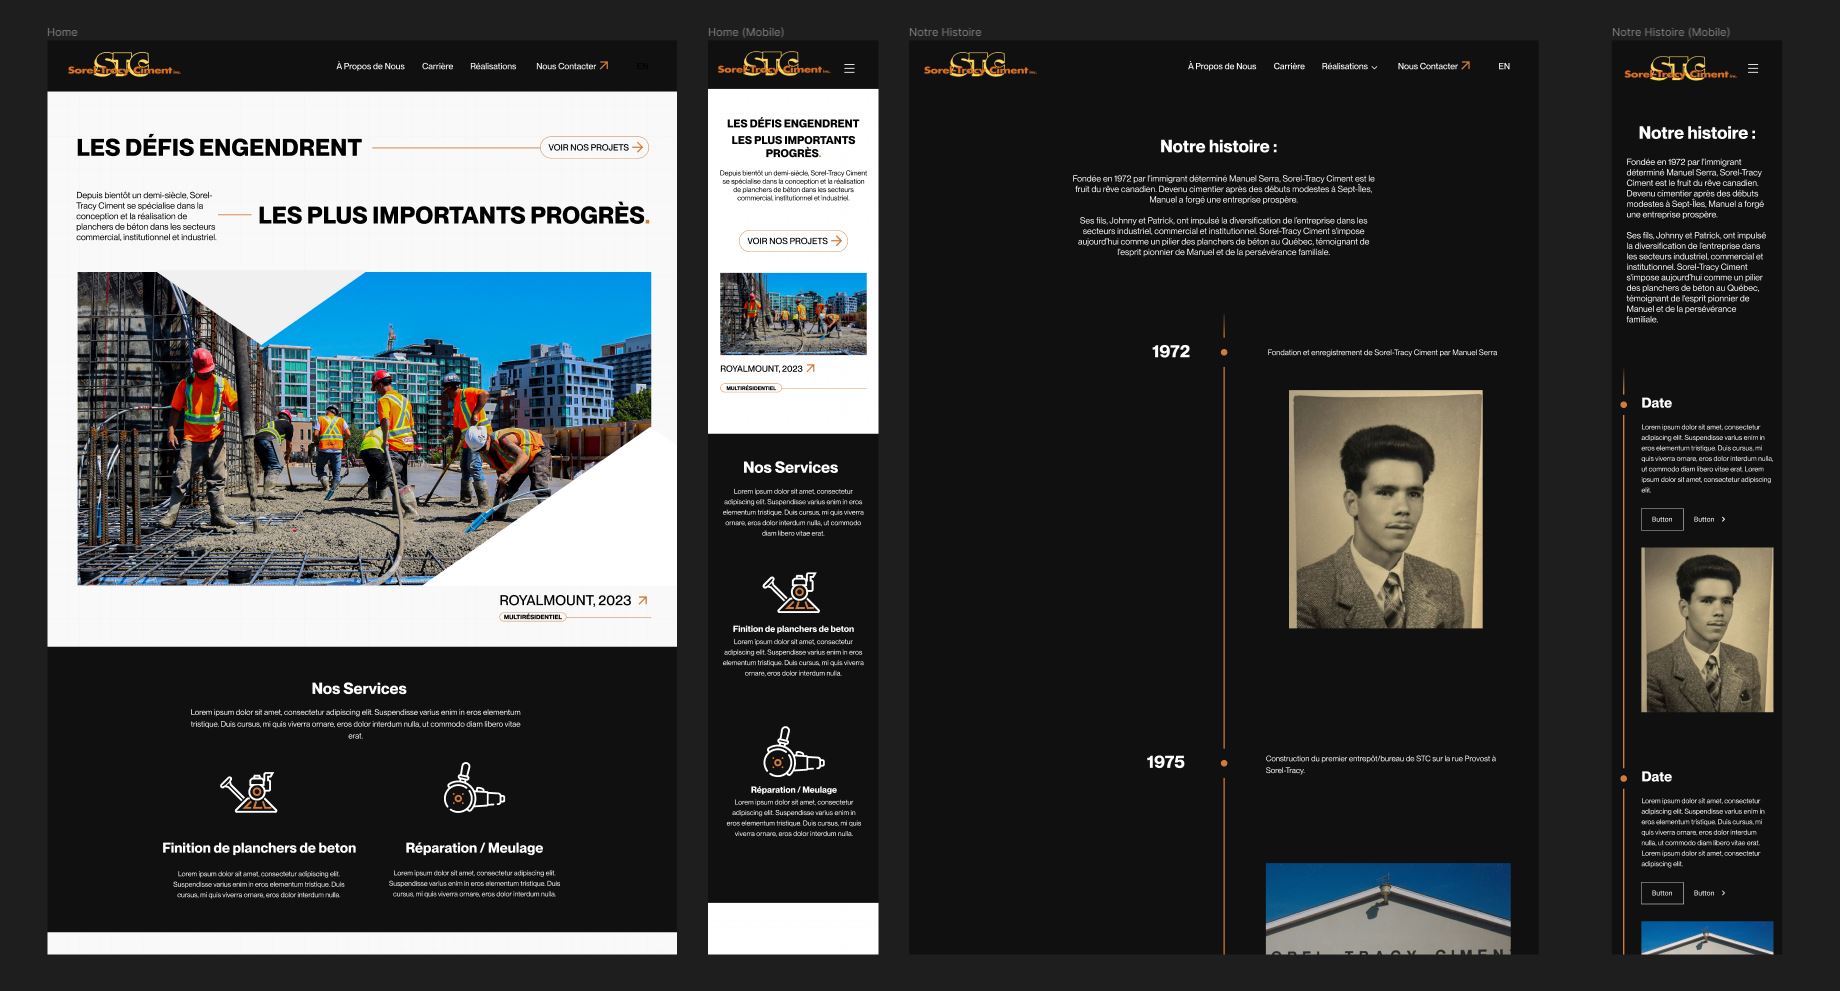 Home
STC
Sorel-Tracy Ciment inc.
À Propos de Nous
Carrière
Réalisations
Nous Contacter
EN
LES DÉFIS ENGENDRENT
VOIR NOS PROJETS
Depuis bientôt un demi-siècle, Sorel-
Tracy Ciment se spécialise dans la
conception et la réalisation de
planchers de béton dans les secteurs
commercial, institutionnel et industriel.
LES PLUS IMPORTANTS PROGRÈS.
ROYALMOUNT, 2023
MULTIRÉSIDENTIEL
Nos Services
Lorem ipsum dolor sit amet, consectetur adipiscing elit. Suspendisse varius enim in eros elementum
tristique. Duis cursus, mi quis viverra ornare, eros dolor interdum nulla, ut commodo diam libero vitae
erat.
Finition de planchers de beton
Lorem ipsum dolor sit amet, consectetur adipiscing elit.
Suspendisse varius enim in eros elementum tristique. Duis
cursus, mi quis viverra ornare, eros dolor interdum nulla.
Réparation / Meulage
Lorem ipsum dolor sit amet, consectetur adipiscing elit.
Suspendisse varius enim in eros elementum tristique. Duis
cursus, mi quis viverra ornare, eros dolor interdum nulla.
Home (Mobile)
STC
Sorel-Tracy Ciment inc.
LES DÉFIS ENGENDRENT
LES PLUS IMPORTANTS
PROGRÈS.
Depuis bientôt un demi-siècle, Sorel-Tracy Ciment
se spécialise dans la conception et la réalisation
de planchers de béton dans les secteurs
commercial, institutionnel et industriel.
VOIR NOS PROJETS
ROYALMOUNT, 2023
MULTIRÉSIDENTIEL
Nos Services
Lorem ipsum dolor sit amet, consectetur
adipiscing elit. Suspendisse varius enim in eros
elementum tristique. Duis cursus, mi quis viverra
ornare, eros dolor interdum nulla, ut commodo
diam libero vitae erat.
Finition de planchers de beton
Lorem ipsum dolor sit amet, consectetur
adipiscing elit. Suspendisse varius enim in eros
elementum tristique. Duis cursus, mi quis viverra
ornare, eros dolor interdum nulla.
Réparation / Meulage
Lorem ipsum dolor sit amet, consectetur
adipiscing elit. Suspendisse varius enim in
eros elementum tristique. Duis cursus, mi quis
viverra ornare, eros dolor interdum nulla.
Notre Histoire
STC
Sorel-Tracy Ciment inc.
À Propos de Nous
Carrière
Réalisations
Nous Contacter
EN
Notre histoire :
Fondée en 1972 par l'immigrant déterminé Manuel Serra, Sorel-Tracy Ciment est le
fruit du rêve canadien. Devenu cimentier après des débuts modestes à Sept-Îles,
Manuel a forgé une entreprise prospère.
Ses fils, Johnny et Patrick, ont impulsé la diversification de l'entreprise dans les
secteurs industriel, commercial et institutionnel. Sorel-Tracy Ciment s'impose
aujourd'hui comme un pilier des planchers de béton au Québec, témoignant de
l'esprit pionnier de Manuel et de la persévérance familiale.
1972
Fondation et enregistrement de Sorel-Tracy Ciment par Manuel Serra
1975
Construction du premier entrepôt/bureau de STC sur la rue Provost à
Sorel-Tracy.
OREL TRACY CIMEN
Notre Histoire (Mobile)
STC
Sorel-Tracy Ciment inc.
Notre histoire :
Fondée en 1972 par l'immigrant
déterminé Manuel Serra, Sorel-Tracy
Ciment est le fruit du rêve canadien.
Devenu cimentier après des débuts
modestes à Sept-Îles, Manuel a forgé
une entreprise prospère.
Ses fils, Johnny et Patrick, ont impulsé
la diversification de l'entreprise dans
les secteurs industriel, commercial et
institutionnel. Sorel-Tracy Ciment
s'impose aujourd'hui comme un pilier
des planchers de béton au Québec,
témoignant de l'esprit pionnier de
Manuel et de la persévérance
familiale.
Date
Lorem ipsum dolor sit amet, consectetur
adipiscing elit. Suspendisse varius enim in
eros elementum tristique. Duis cursus, mi
quis viverra ornare, eros dolor interdum nulla,
ut commodo diam libero vitae erat. Lorem
ipsum dolor sit amet, consectetur adipiscing
elit.
Button
Button
Date
Lorem ipsum dolor sit amet, consectetur
adipiscing elit. Suspendisse varius enim in
eros elementum tristique. Duis cursus, mi
quis viverra ornare, eros dolor interdum
nulla, ut commodo diam libero vitae erat.
Lorem ipsum dolor sit amet, consectetur
adipiscing elit.
Button
Button